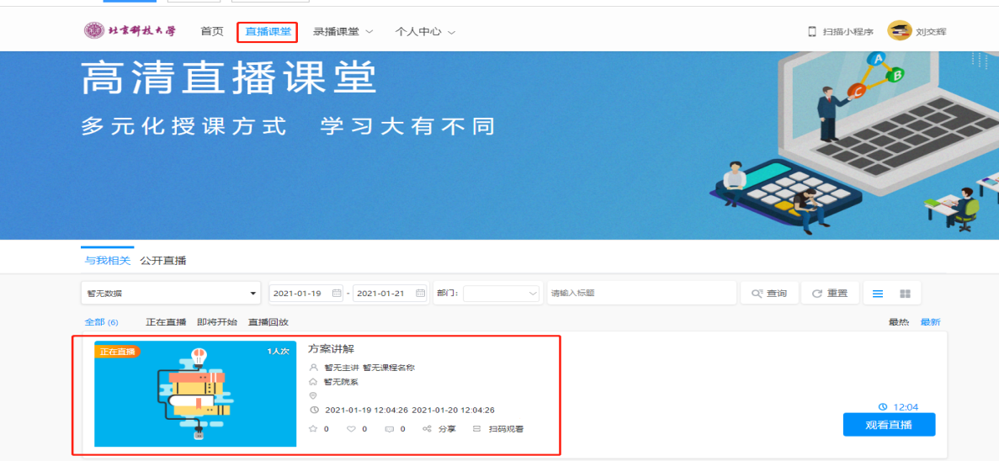 北京科技大学 首页 直播课堂 录播课堂 个人中心 扫描小程序 刘交辉
高清直播课堂
多元化授课方式 学习大有不同
A
B
C
与我相关 公开直播
暂无数据 2021-01-19 - 2021-01-21 部门: 请输入标题 查询 重置
全部 (6) 正在直播 即将开始 直播回放 最热 最新
正在直播 1人次 方案讲解
暂无主讲 暂无课程名称
暂无院系
2021-01-19 12:04:26 2021-01-20 12:04:26
12:04
0 0 0 分享 扫码观看
观看直播